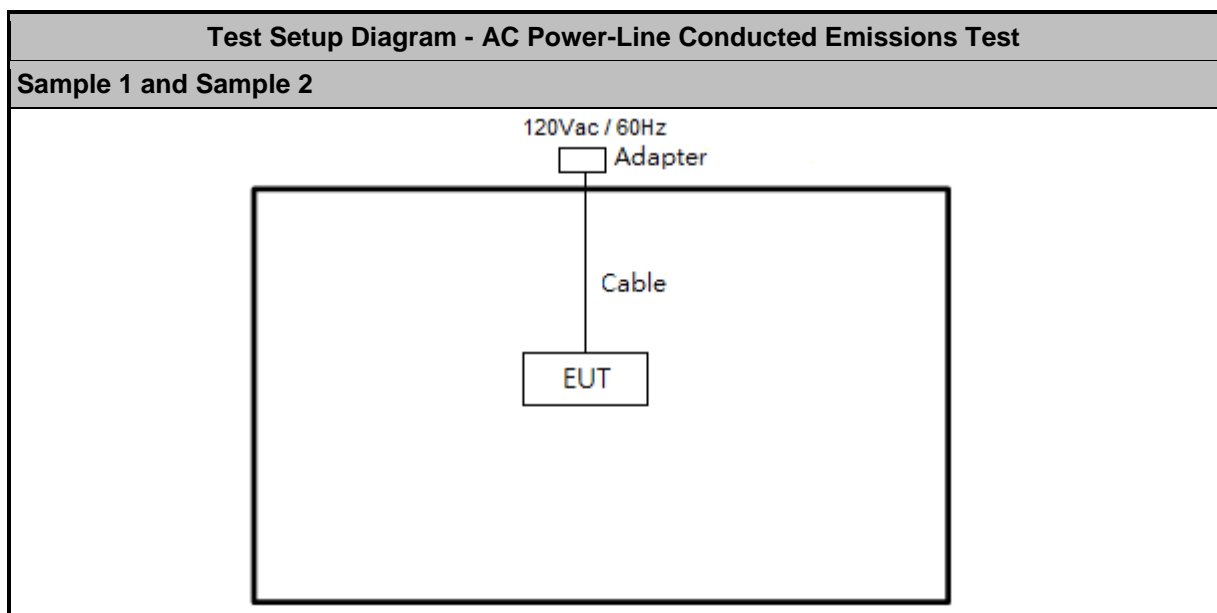 Test Setup Diagram - AC Power-Line Conducted Emissions Test
Sample 1 and Sample 2
120Vac / 60Hz
Adapter
Cable
EUT